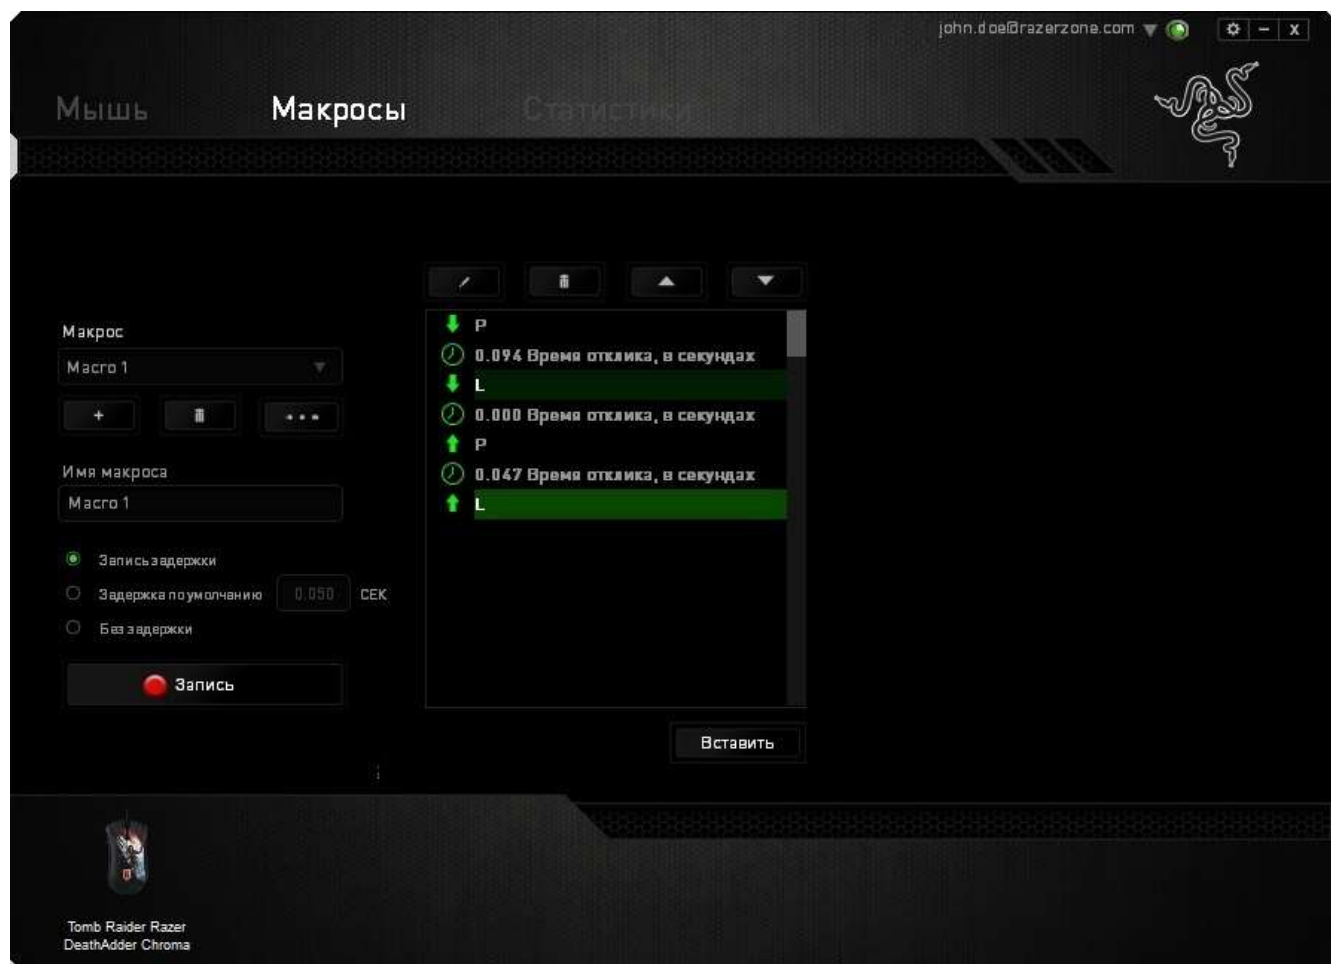 john.doe@razerzone.com
Мышь Макросы Статистики
P
Макрос
0.094 Время отклика, в секундах
Macro 1
L
0.000 Время отклика, в секундах
P
Имя макроса
0.047 Время отклика, в секундах
Macro 1
L
Запись задержки
Задержка по умолчанию 0.050 СЕК
Без задержки
Запись
Вставить
Tomb Raider Razer
DeathAdder Chroma